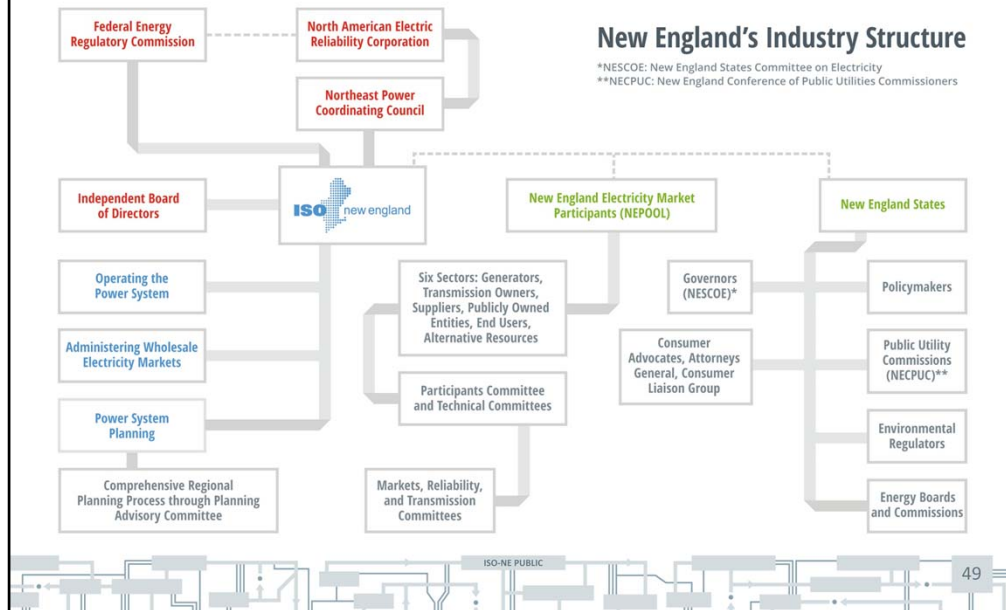 Federal Energy
Regulatory Commission
North American Electric
Reliability Corporation
New England's Industry Structure
*NESCOE: New England States Committee on Electricity
**NECPUC: New England Conference of Public Utilities Commissioners
Northeast Power
Coordinating Council
Independent Board
of Directors
ISO new england
New England Electricity Market
Participants (NEPOOL)
New England States
Operating the
Power System
Six Sectors: Generators,
Transmission Owners,
Suppliers, Publicly Owned
Entities, End Users,
Alternative Resources
Governors
(NESCOE)*
Policymakers
Administering Wholesale
Electricity Markets
Consumer
Advocates, Attorneys
General, Consumer
Liaison Group
Public Utility
Commissions
(NECPUC)**
Participants Committee
and Technical Committees
Power System
Planning
Environmental
Regulators
Comprehensive Regional
Planning Process through Planning
Advisory Committee
Markets, Reliability,
and Transmission
Committees
Energy Boards
and Commissions
ISO-NE PUBLIC
49